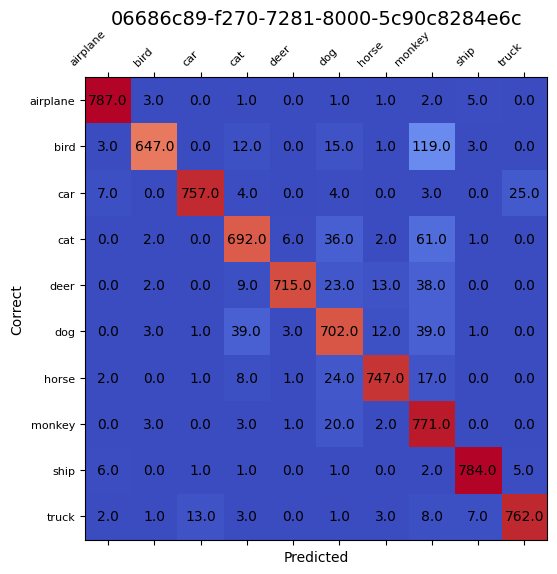 06686c89-f270-7281-8000-5c90c8284e6c
airplane bird car cat deer dog horse monkey ship truck
airplane 787.0 3.0 0.0 1.0 0.0 1.0 1.0 2.0 5.0 0.0
bird 3.0 647.0 0.0 12.0 0.0 15.0 1.0 119.0 3.0 0.0
car 7.0 0.0 757.0 4.0 0.0 4.0 0.0 3.0 0.0 25.0
cat 0.0 2.0 0.0 692.0 6.0 36.0 2.0 61.0 1.0 0.0
deer 0.0 2.0 0.0 9.0 715.0 23.0 13.0 38.0 0.0 0.0
dog 0.0 3.0 1.0 39.0 3.0 702.0 12.0 39.0 1.0 0.0
horse 2.0 0.0 1.0 8.0 1.0 24.0 747.0 17.0 0.0 0.0
monkey 0.0 3.0 0.0 3.0 1.0 20.0 2.0 771.0 0.0 0.0
ship 6.0 0.0 1.0 1.0 0.0 1.0 0.0 2.0 784.0 5.0
truck 2.0 1.0 13.0 3.0 0.0 1.0 3.0 8.0 7.0 762.0
Correct
Predicted